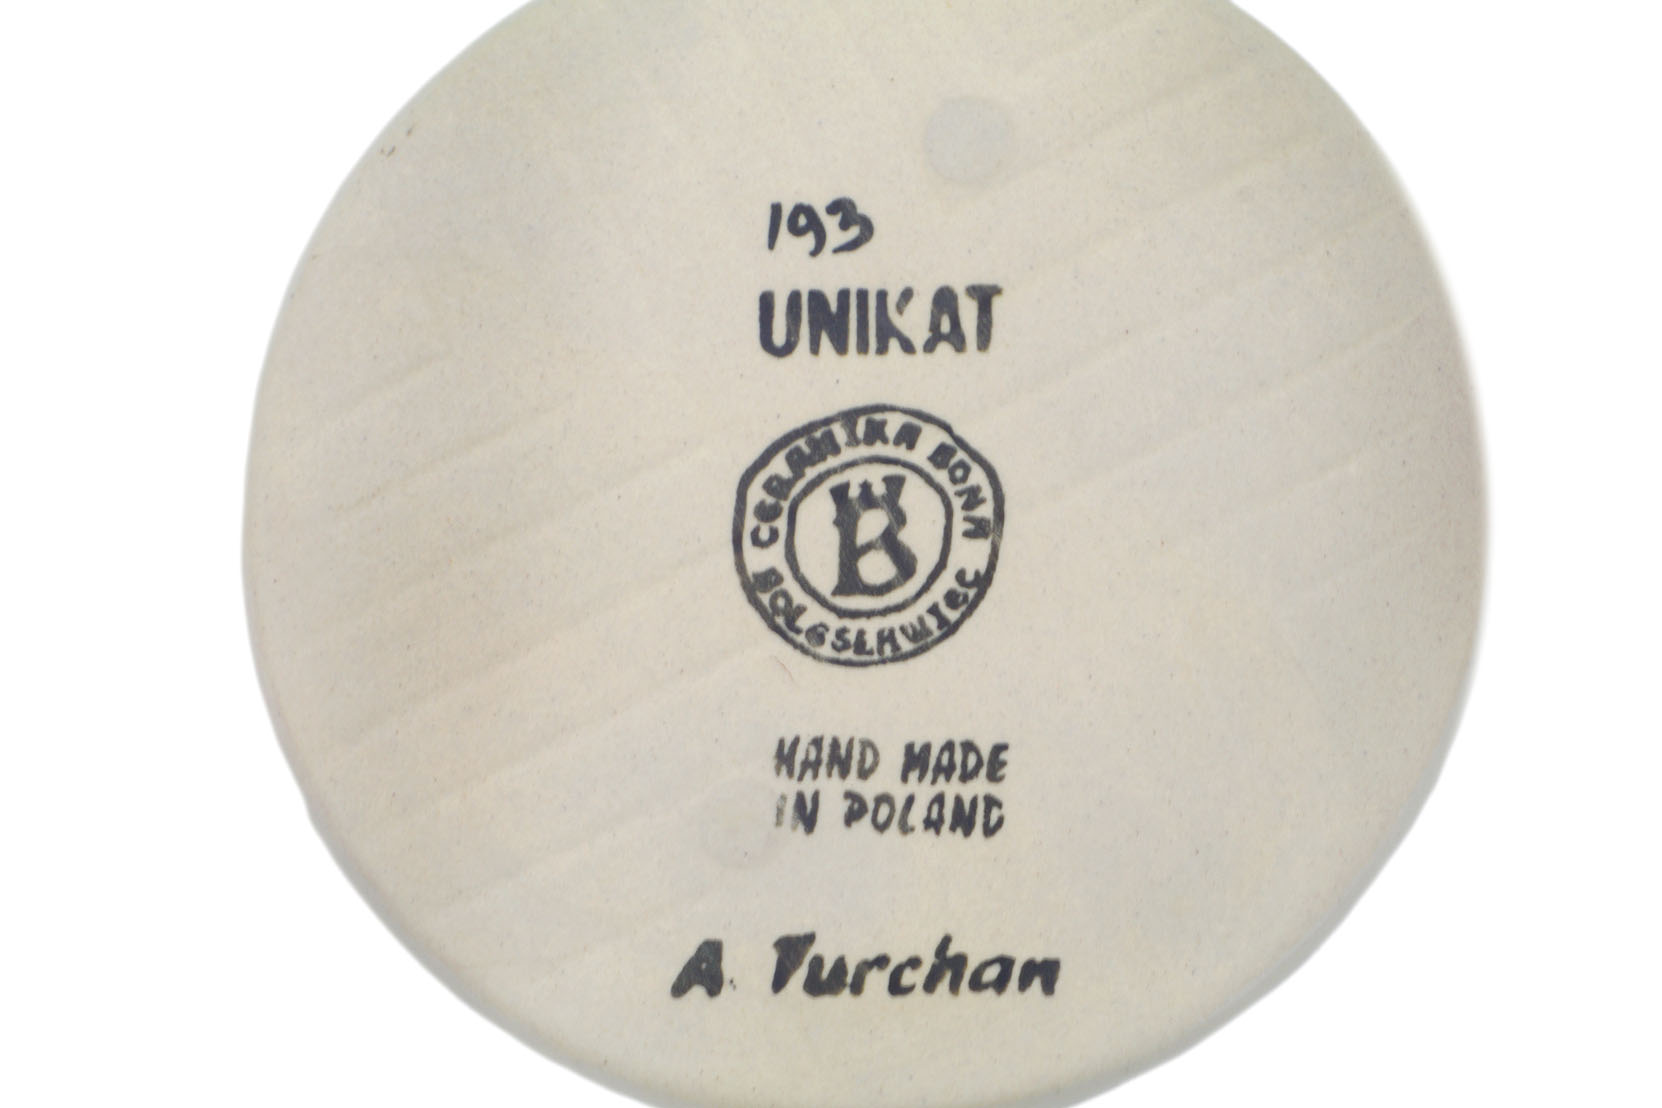 193
UNIKAT
CERAMIKA BONA
B
BOLESLAWIEC
HAND MADE
IN POLAND
A. Turchan